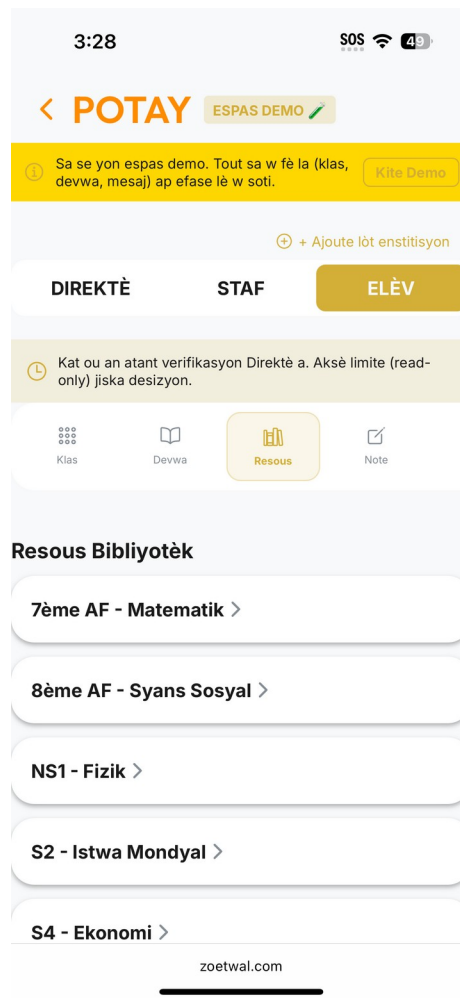 3:28
SOS
49
POTAY
ESPAS DEMO
Sa se yon espas demo. Tout sa w fè la (klas,
devwa, mesaj) ap efase lè w soti.
Kite Demo
+ Ajoute lòt enstitisyon
DIREKTÈ
STAF
ELÈV
Kat ou an atant verifikasyon Direktè a. Aksè limite (read-
only) jiska desizyon.
Klas
Devwa
Resous
Note
Resous Bibliyotèk
7ème AF - Matematik
8ème AF - Syans Sosyal
NS1 - Fizik
S2 - Istwa Mondyal
S4 - Ekonomi
zoetwal.com